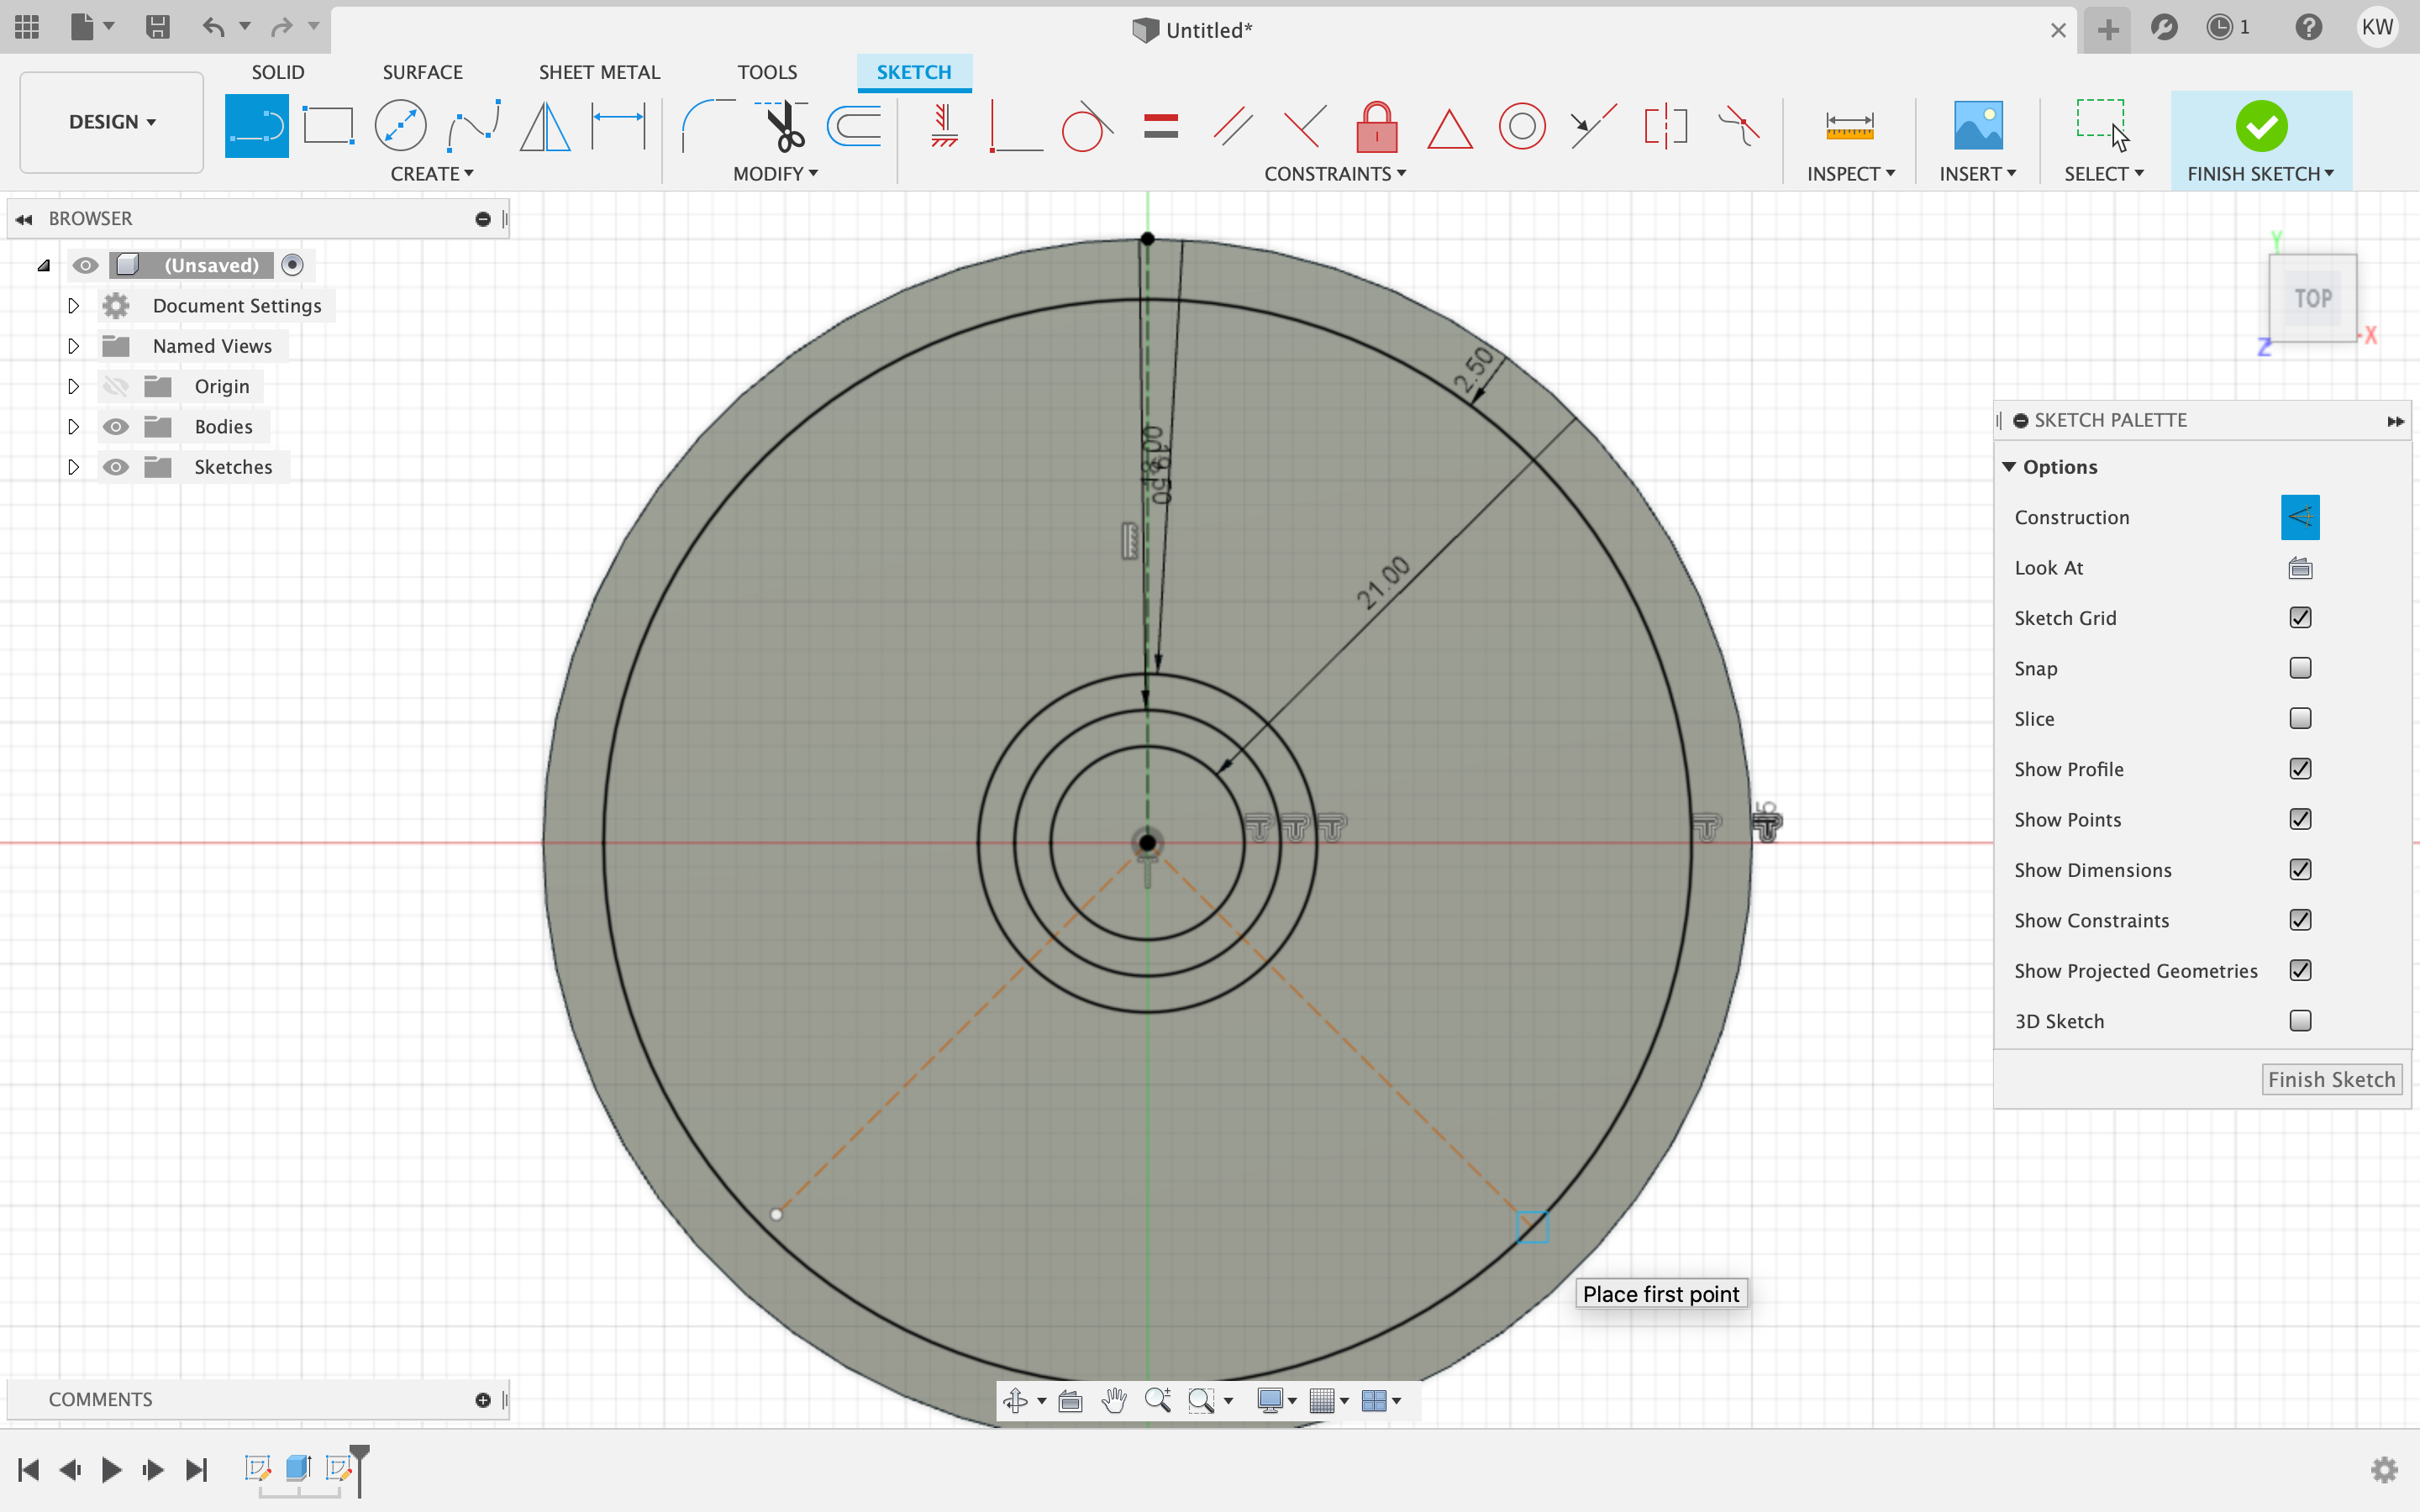 Untitled*
1
KW
SOLID
SURFACE
SHEET METAL
TOOLS
SKETCH
DESIGN
CREATE
MODIFY
CONSTRAINTS
INSPECT
INSERT
SELECT
FINISH SKETCH
BROWSER
(Unsaved)
Document Settings
Named Views
Origin
Bodies
Sketches
Y
TOP
X
Z
2.50
19.50
21.00
SKETCH PALETTE
Options
Construction
Look At
Sketch Grid
Snap
Slice
Show Profile
Show Points
Show Dimensions
Show Constraints
Show Projected Geometries
3D Sketch
Finish Sketch
Place first point
COMMENTS